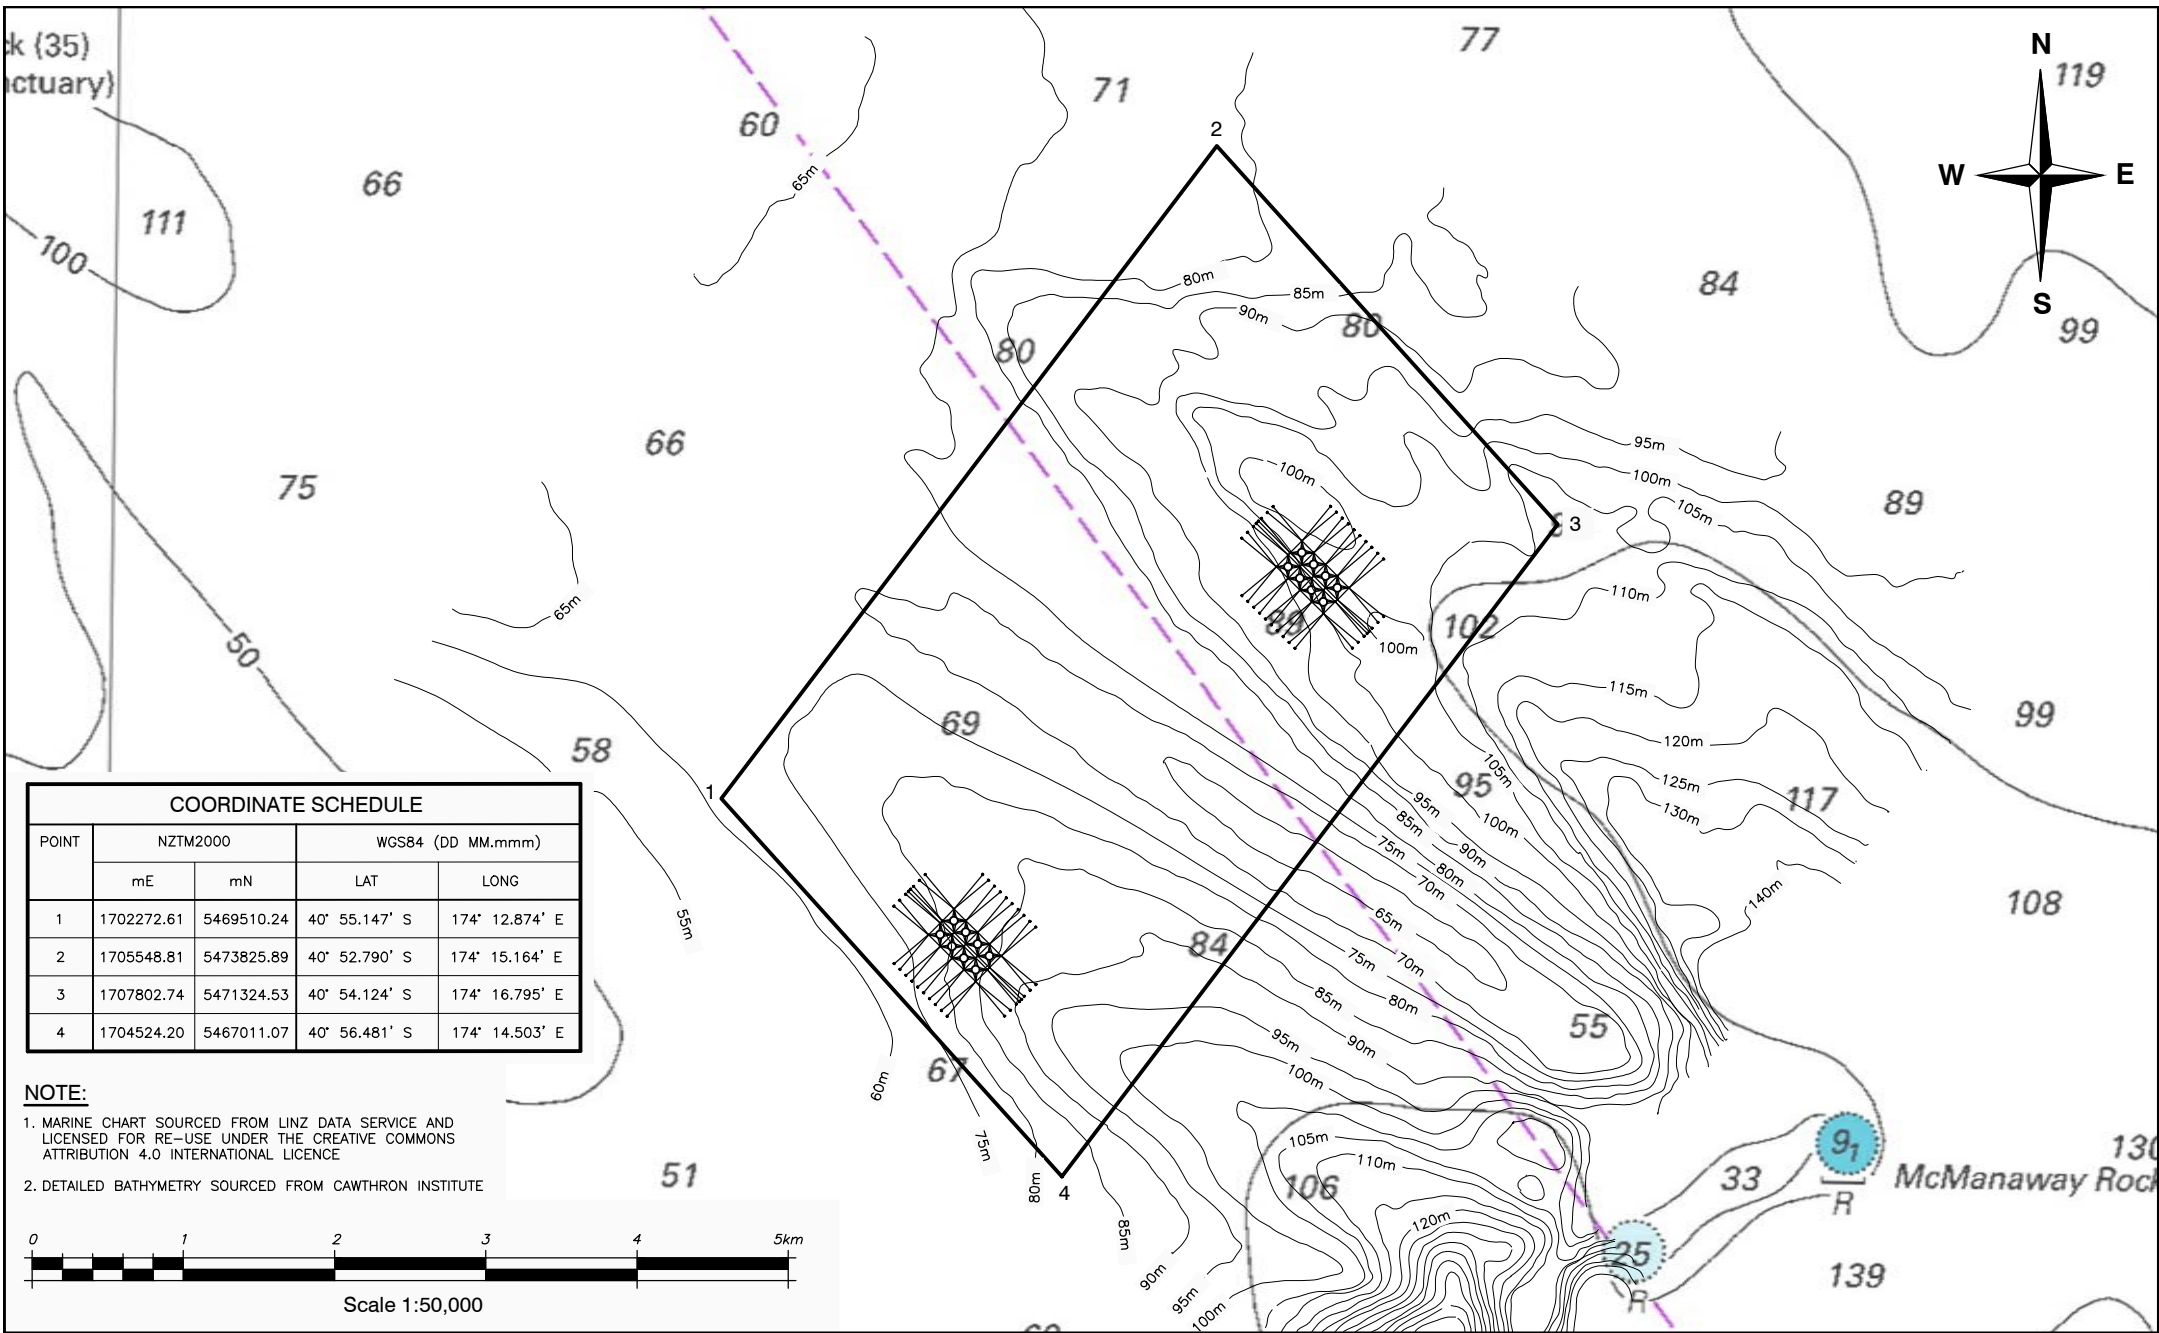 ck (35)
nctuary)
77
N
119
71
60
2
65m
66
W
E
111
100
80m
84
85m
S
90m
80
99
80
66
95m
75
100m
100m
89
105m
3
65m
110m
102
89
50
100m
115m
69
99
120m
58
105m
125m
95
117
1
95m
130m
85m
100m
75m
90m
80m
70m
140m
108
65m
55m
84
75m
70m
85m
80m
55
95m
90m
67
60m
100m
105m
75m
110m
9₁
130
51
106
33
McManaway Rock
80m
4
R
85m
120m
25
90m
139
95m
R
100m
COORDINATE SCHEDULE
POINT NZTM2000 WGS84 (DD MM.mmm)
mE mN LAT LONG
1 1702272.61 5469510.24 40° 55.147' S 174° 12.874' E
2 1705548.81 5473825.89 40° 52.790' S 174° 15.164' E
3 1707802.74 5471324.53 40° 54.124' S 174° 16.795' E
4 1704524.20 5467011.07 40° 56.481' S 174° 14.503' E
NOTE:
1. MARINE CHART SOURCED FROM LINZ DATA SERVICE AND
LICENSED FOR RE-USE UNDER THE CREATIVE COMMONS
ATTRIBUTION 4.0 INTERNATIONAL LICENCE
2. DETAILED BATHYMETRY SOURCED FROM CAWTHRON INSTITUTE
0 1 2 3 4 5km
Scale 1:50,000